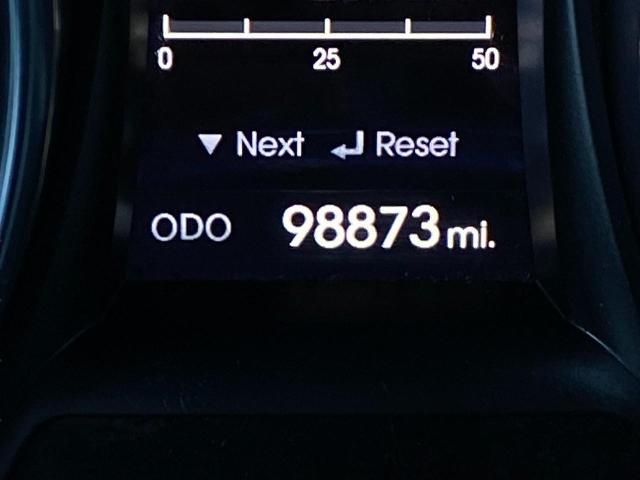 0 25 50
▼ Next ↵ Reset
ODO 98873 mi.